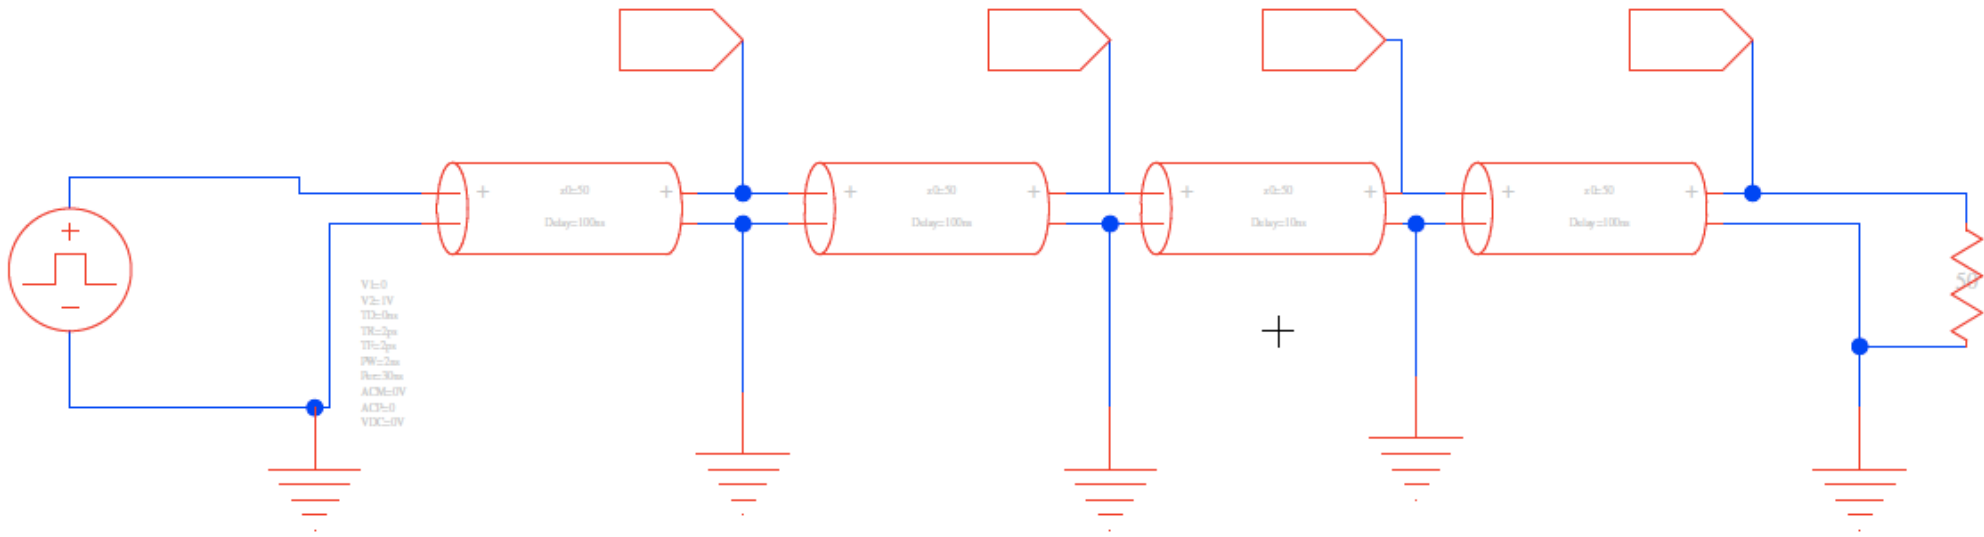 z0=50
Delay=100ns
z0=50
Delay=100ns
z0=50
Delay=10ns
z0=50
Delay=100ns
50
V1=0
V2=1V
TD=0ns
TR=2ps
TF=2ps
PW=2ns
Per=30ns
ACM=0V
ACP=0
VDC=0V